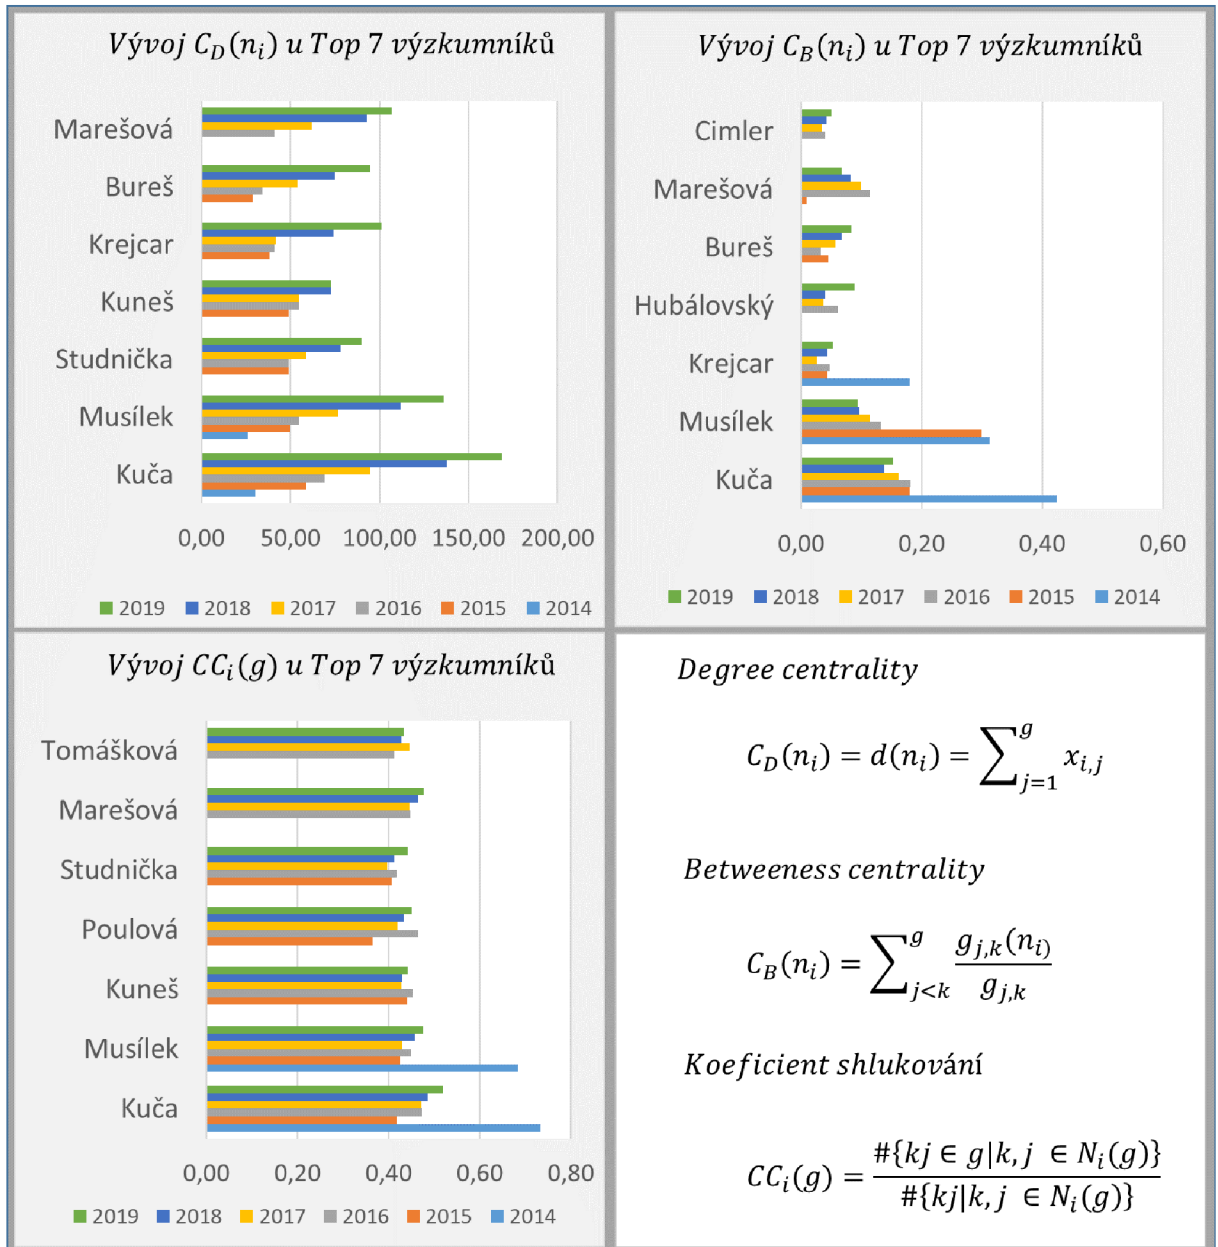 Vývoj C_D(n_i) u Top 7 výzkumníků
Marešová
Bureš
Krejcar
Kuneš
Studnička
Musílek
Kuča
0,00 50,00 100,00 150,00 200,00
2019 2018 2017 2016 2015 2014
Vývoj C_B(n_i) u Top 7 výzkumníků
Cimler
Marešová
Bureš
Hubálovský
Krejcar
Musílek
Kuča
0,00 0,20 0,40 0,60
2019 2018 2017 2016 2015 2014
Vývoj CC_i(g) u Top 7 výzkumníků
Tomášková
Marešová
Studnička
Poulová
Kuneš
Musílek
Kuča
0,00 0,20 0,40 0,60 0,80
2019 2018 2017 2016 2015 2014
Degree centrality
C_D(n_i) = d(n_i) = ∑_{j=1}^{g} x_{i,j}
Betweeness centrality
C_B(n_i) = ∑_{j<k}^{g} g_{j,k}(n_i) / g_{j,k}
Koeficient shlukování
CC_i(g) = #{kj ∈ g|k, j ∈ N_i(g)} / #{kj|k, j ∈ N_i(g)}